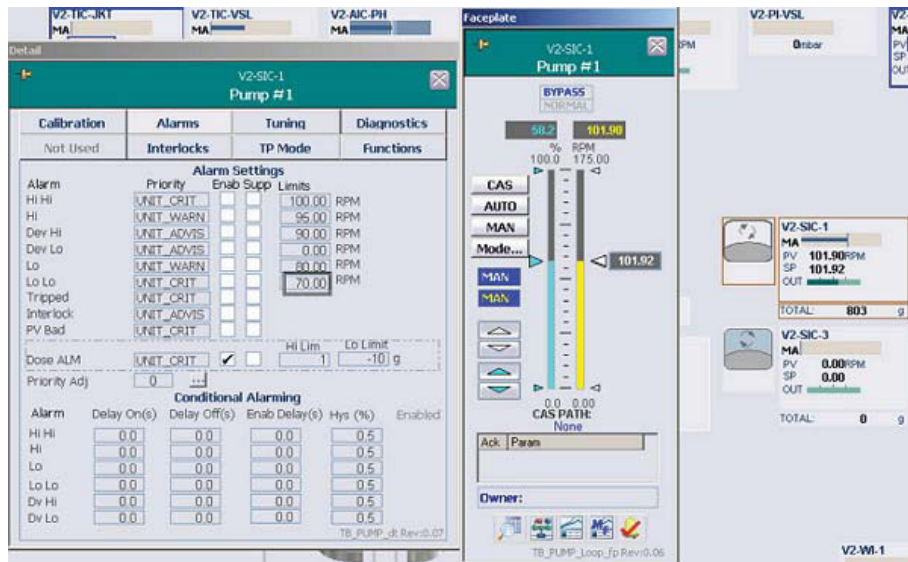 V2-TIC-JKT
MA
V2-TIC-VSL
MA
V2-AIC-PH
MA
Detail
V2-SIC-1
Pump #1
Calibration Alarms Tuning Diagnostics
Not Used Interlocks TP Mode Functions
Alarm Settings
Alarm Priority Enab Supp Limits
Hi Hi UNIT_CRIT 100.00 RPM
Hi UNIT_WARN 95.00 RPM
Dev Hi UNIT_ADVIS 90.00 RPM
Dev Lo UNIT_ADVIS 0.00 RPM
Lo UNIT_WARN 80.00 RPM
Lo Lo UNIT_CRIT 70.00 RPM
Tripped UNIT_CRIT
Interlock UNIT_ADVIS
PV Bad UNIT_CRIT
Hi Lim Lo Limit
Dose ALM UNIT_CRIT 1 -10 g
Priority Adj 0 ...
Conditional Alarming
Alarm Delay On(s) Delay Off(s) Enab Delay(s) Hys (%) Enabled
Hi Hi 0.0 0.0 0.0 0.5
Hi 0.0 0.0 0.0 0.5
Lo 0.0 0.0 0.0 0.5
Lo Lo 0.0 0.0 0.0 0.5
Dv Hi 0.0 0.0 0.0 0.5
Dv Lo 0.0 0.0 0.0 0.5
TB_PUMP_dt Rev:0.07
Faceplate
V2-SIC-1
Pump #1
BYPASS
NORMAL
58.2 101.90
% RPM
100.0 175.00
CAS
AUTO
MAN
Mode...
101.92
MAN
MAN
0.0 0.00
CAS PATH:
None
Ack Param
Owner:
TB_PUMP_Loop_fp Rev:0.06
V2-PI-VSL
0mbar
MA
PV
SP
V2-SIC-1
MA
PV 101.90RPM
SP 101.92
OUT
TOTAL: 803 g
V2-SIC-3
MA
PV 0.00RPM
SP 0.00
OUT
TOTAL: 0 g
V2-WI-1